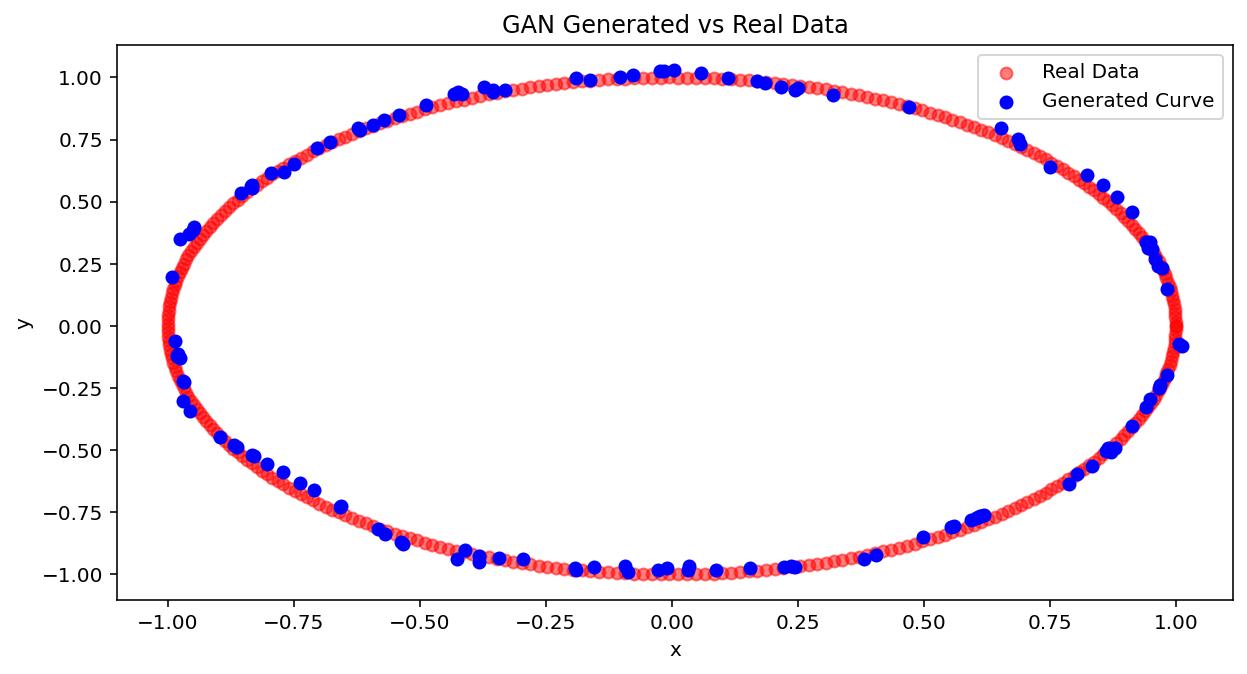 GAN Generated vs Real Data
Real Data
Generated Curve
y
1.00
0.75
0.50
0.25
0.00
−0.25
−0.50
−0.75
−1.00
−1.00 −0.75 −0.50 −0.25 0.00 0.25 0.50 0.75 1.00
x